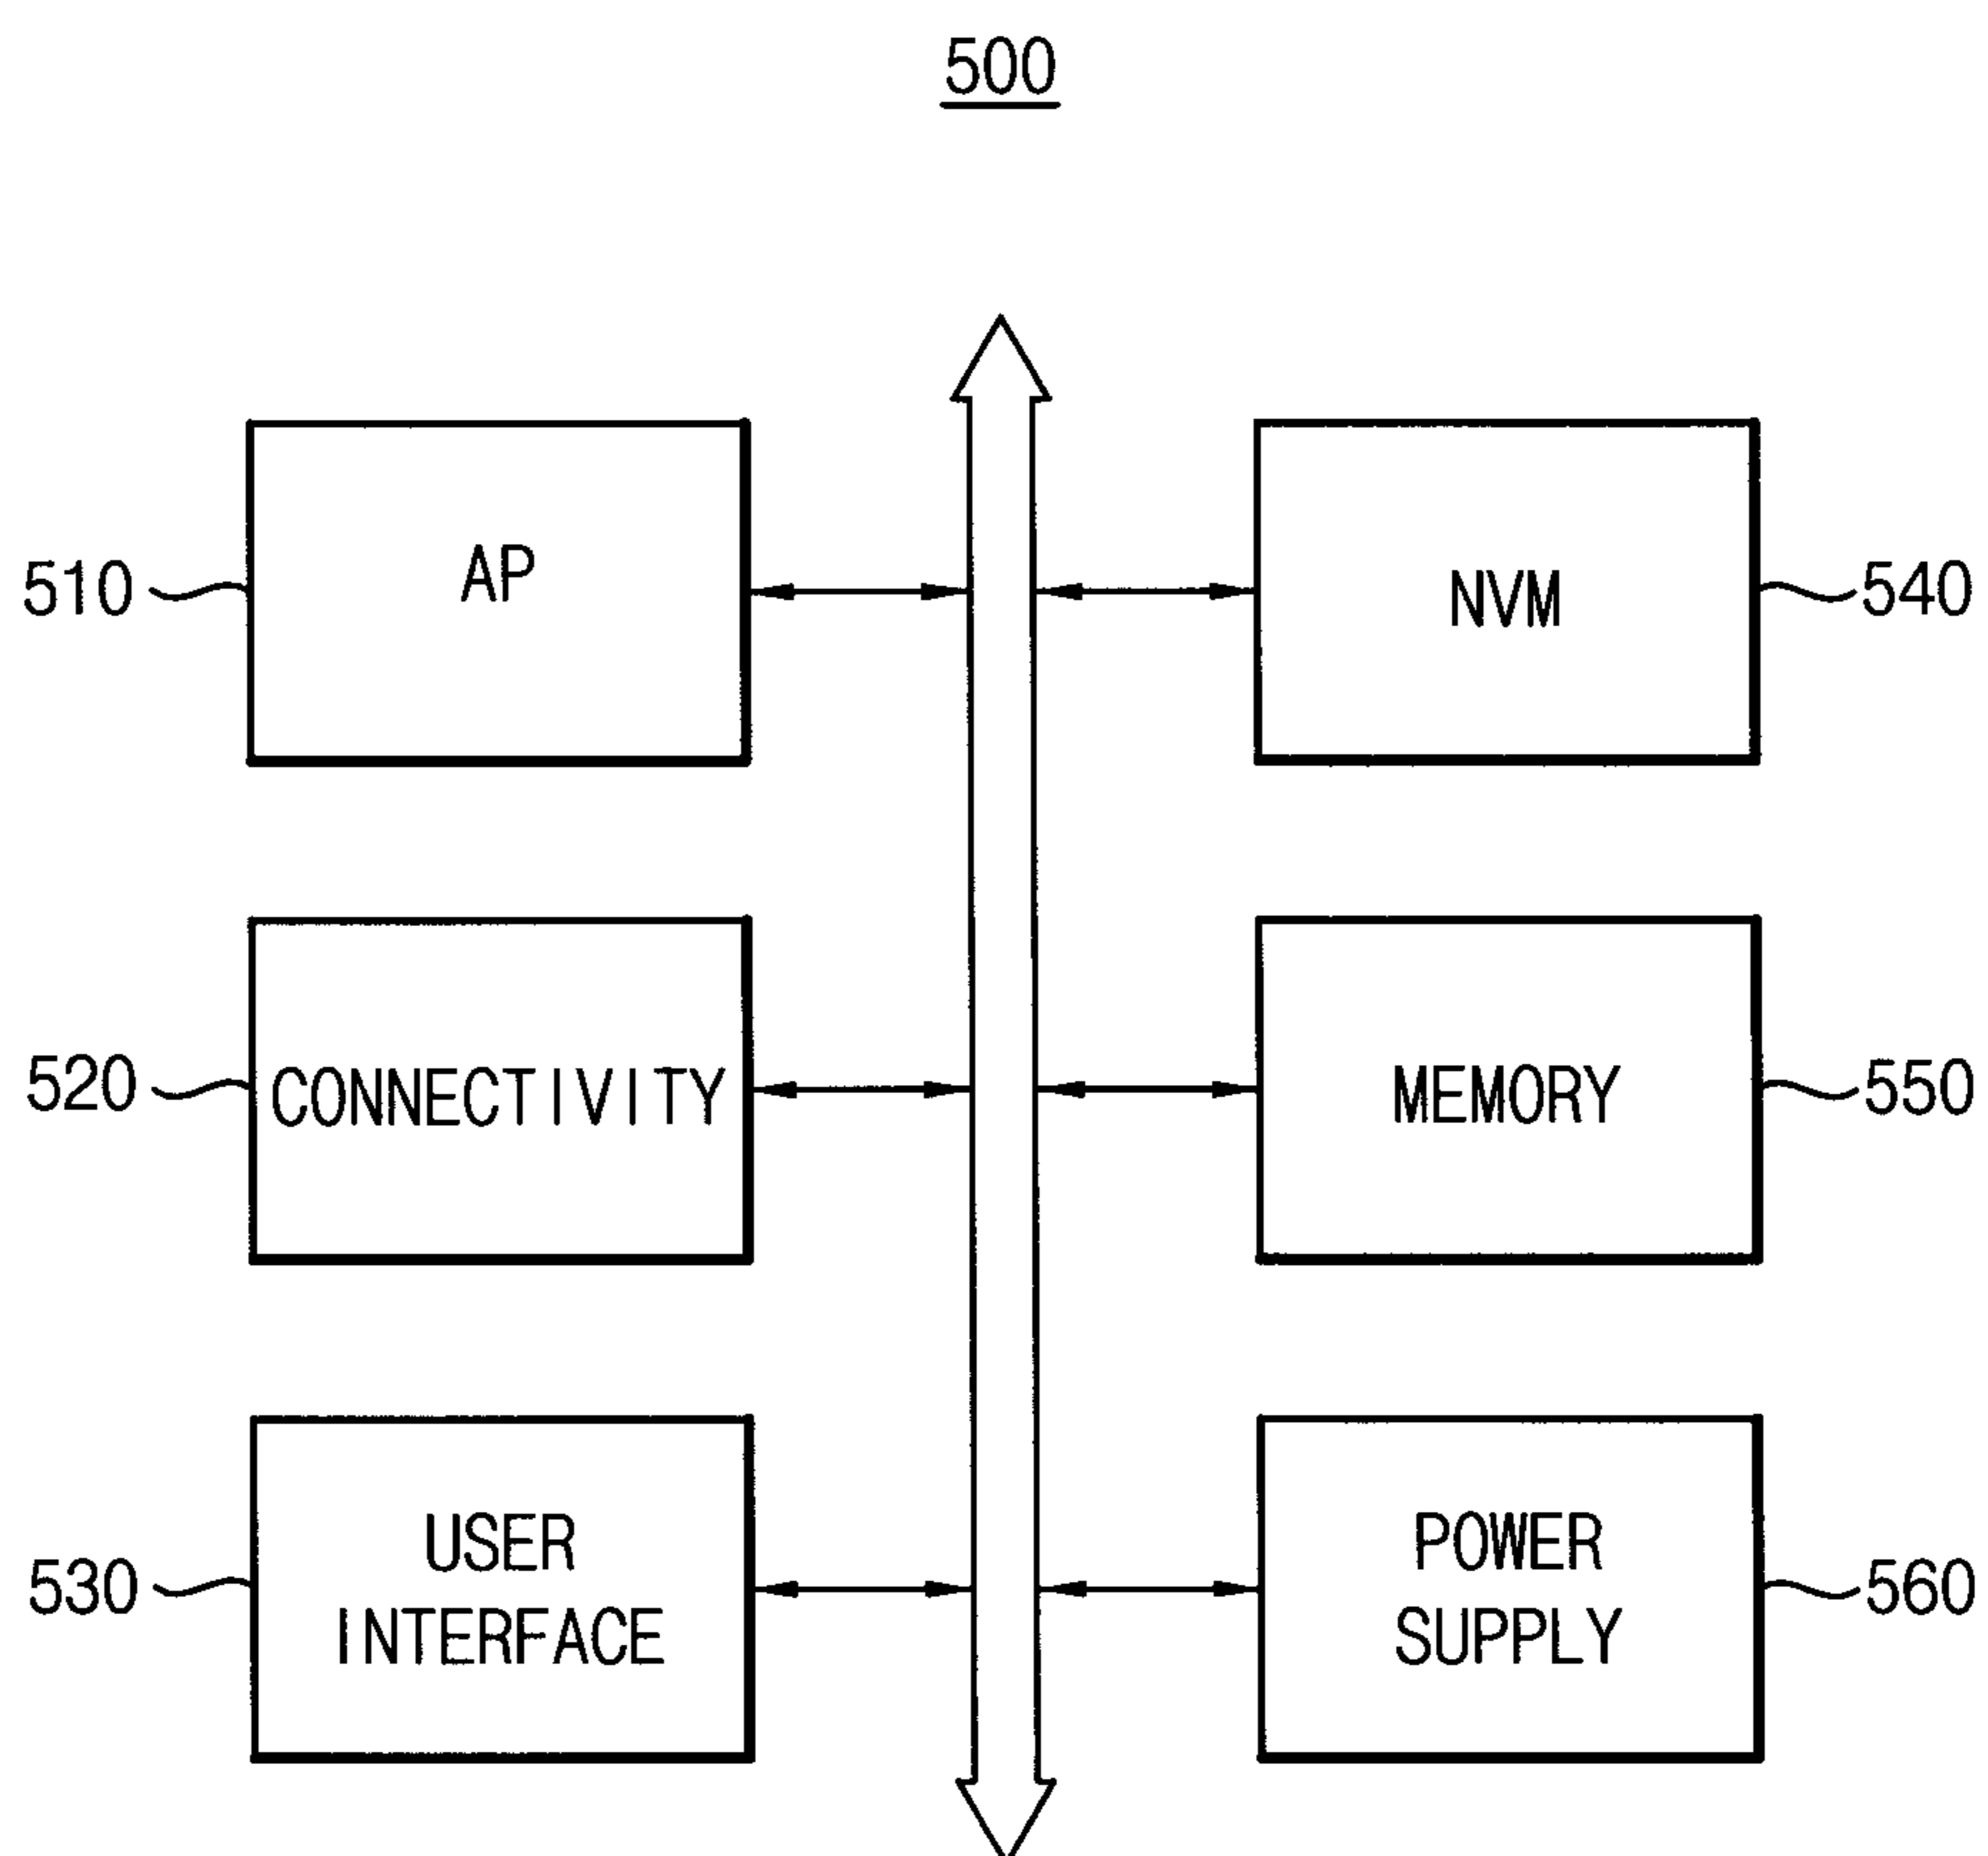 500
510
AP
NVM
540
520
CONNECTIVITY
MEMORY
550
530
USER
INTERFACE
POWER
SUPPLY
560